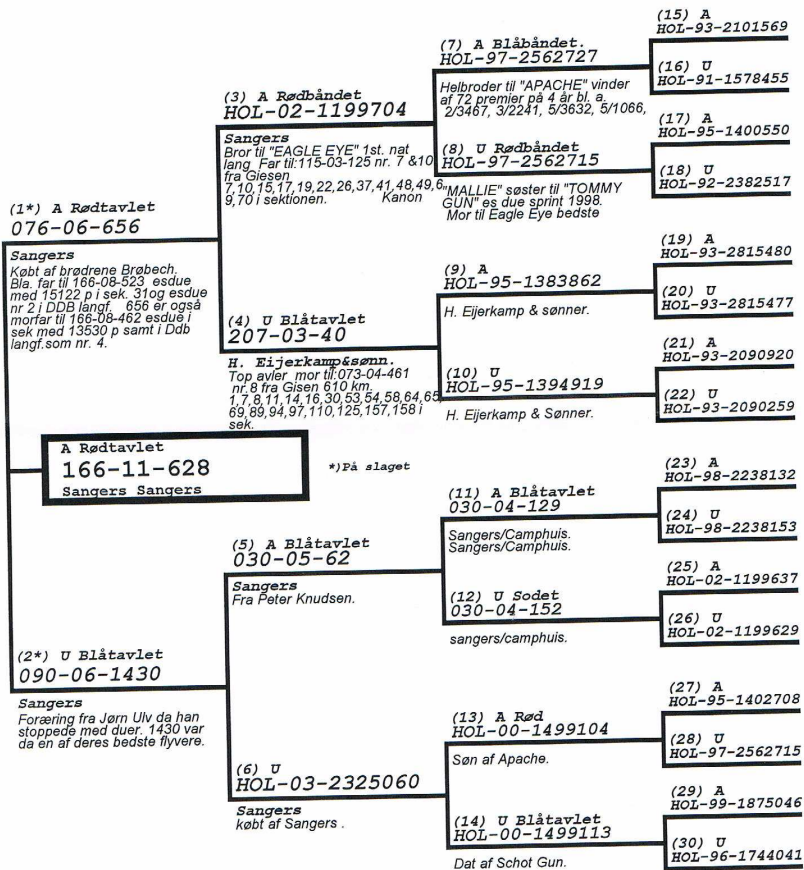 (1*) A Rødtavlet
076-06-656
Sangers
Købt af brødrene Brøbech.
Bla. far til 166-08-523 esdue
med 15122 p i sek. 31og esdue
nr 2 i DDB langf. 656 er også
morfar til 166-08-462 esdue i
sek med 13530 p samt i Ddb
langf.som nr. 4.
A Rødtavlet
166-11-628
Sangers Sangers
*)På slaget
(2*) U Blåtavlet
090-06-1430
Sangers
Foræring fra Jørn Ulv da han
stoppede med duer. 1430 var
da en af deres bedste flyvere.
(3) A Rødbåndet
HOL-02-1199704
Sangers
Bror til "EAGLE EYE" 1st. nat
lang Far til:115-03-125 nr. 7 &10
fra Giesen
7,10,15,17,19,22,26,37,41,48,49,6
9,70 i sektionen. Kanon
(4) U Blåtavlet
207-03-40
H. Eijerkamp&sønn.
Top avler mor til:073-04-461
nr.8 fra Gisen 610 km.
1,7,8,11,14,16,30,53,54,58,64,65,
69,89,94,97,110,125,157,158 i
sek.
(5) A Blåtavlet
030-05-62
Sangers
Fra Peter Knudsen.
(6) U
HOL-03-2325060
Sangers
købt af Sangers .
(7) A Blåbåndet.
HOL-97-2562727
Helbroder til "APACHE" vinder
af 72 premier på 4 år bl. a.
2/3467, 3/2241, 5/3632, 5/1066,
(8) U Rødbåndet
HOL-97-2562715
"MALLIE" søster til "TOMMY
GUN" es due sprint 1998.
Mor til Eagle Eye bedste
(9) A
HOL-95-1383862
H. Eijerkamp & sønner.
(10) U
HOL-95-1394919
H. Eijerkamp & Sønner.
(11) A Blåtavlet
030-04-129
Sangers/Camphuis.
Sangers/Camphuis.
(12) U Sodet
030-04-152
sangers/camphuis.
(13) A Rød
HOL-00-1499104
Søn af Apache.
(14) U Blåtavlet
HOL-00-1499113
Dat af Schot Gun.
(15) A
HOL-93-2101569
(16) U
HOL-91-1578455
(17) A
HOL-95-1400550
(18) U
HOL-92-2382517
(19) A
HOL-93-2815480
(20) U
HOL-93-2815477
(21) A
HOL-93-2090920
(22) U
HOL-93-2090259
(23) A
HOL-98-2238132
(24) U
HOL-98-2238153
(25) A
HOL-02-1199637
(26) U
HOL-02-1199629
(27) A
HOL-95-1402708
(28) U
HOL-97-2562715
(29) A
HOL-99-1875046
(30) U
HOL-96-1744041